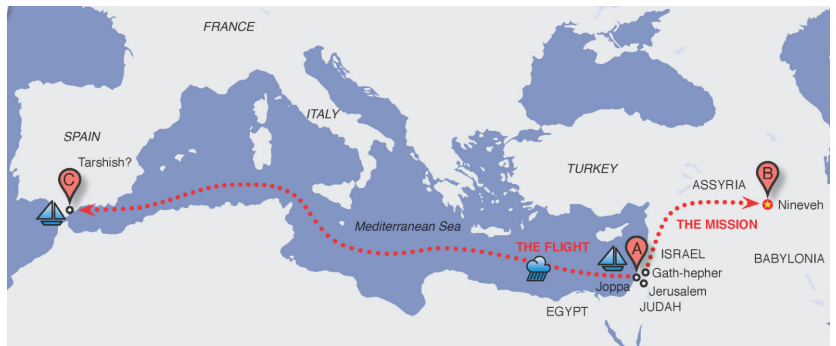 FRANCE
ITALY
SPAIN
Tarshish?
C
TURKEY
B
ASSYRIA
Nineveh
THE MISSION
Mediterranean Sea
THE FLIGHT
A
ISRAEL
BABYLONIA
Gath-hepher
Joppa
Jerusalem
JUDAH
EGYPT